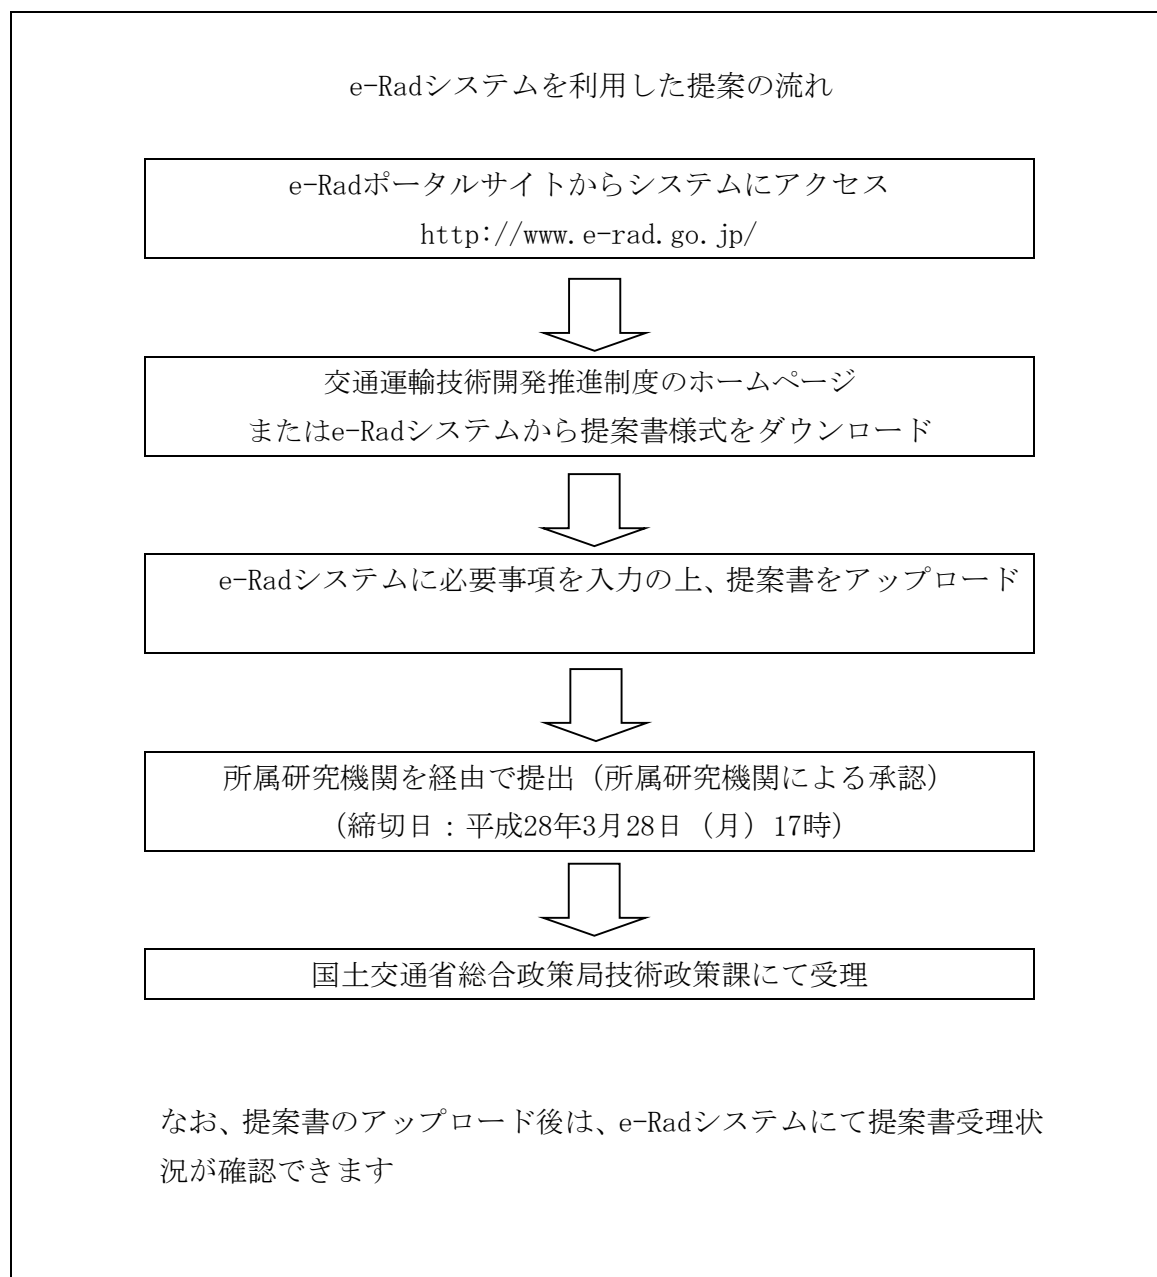 e-Radシステムを利用した提案の流れ
e-Radポータルサイトからシステムにアクセス
http://www.e-rad.go.jp/
交通運輸技術開発推進制度のホームページ
またはe-Radシステムから提案書様式をダウンロード
e-Radシステムに必要事項を入力の上、提案書をアップロード
所属研究機関を経由で提出（所属研究機関による承認）
（締切日：平成28年3月28日（月）17時）
国土交通省総合政策局技術政策課にて受理
なお、提案書のアップロード後は、e-Radシステムにて提案書受理状
況が確認できます